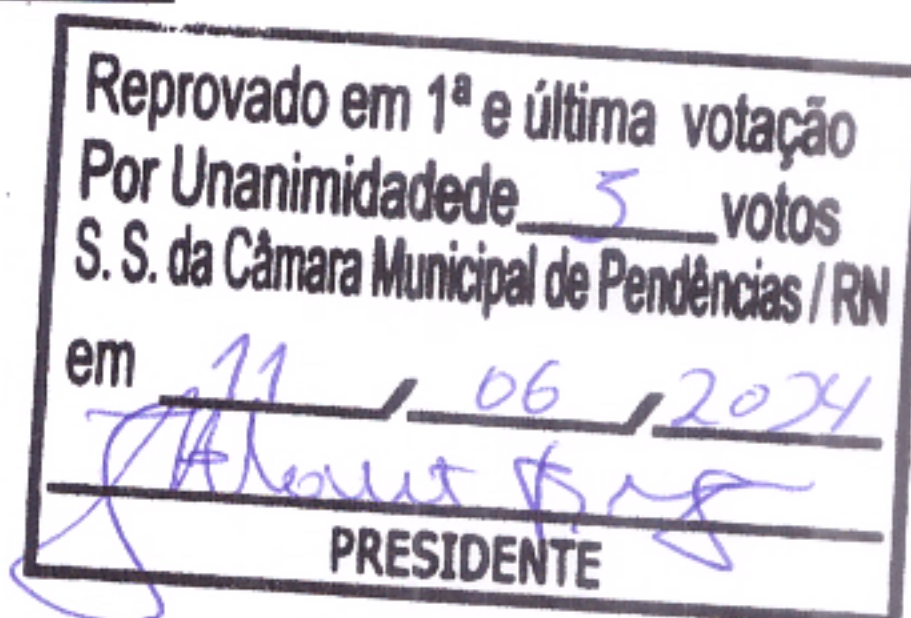 Reprovado em 1ª e última votação
Por Unanimidadede 5 votos
S. S. da Câmara Municipal de Pendências / RN
em 11 / 06 / 2024
PRESIDENTE